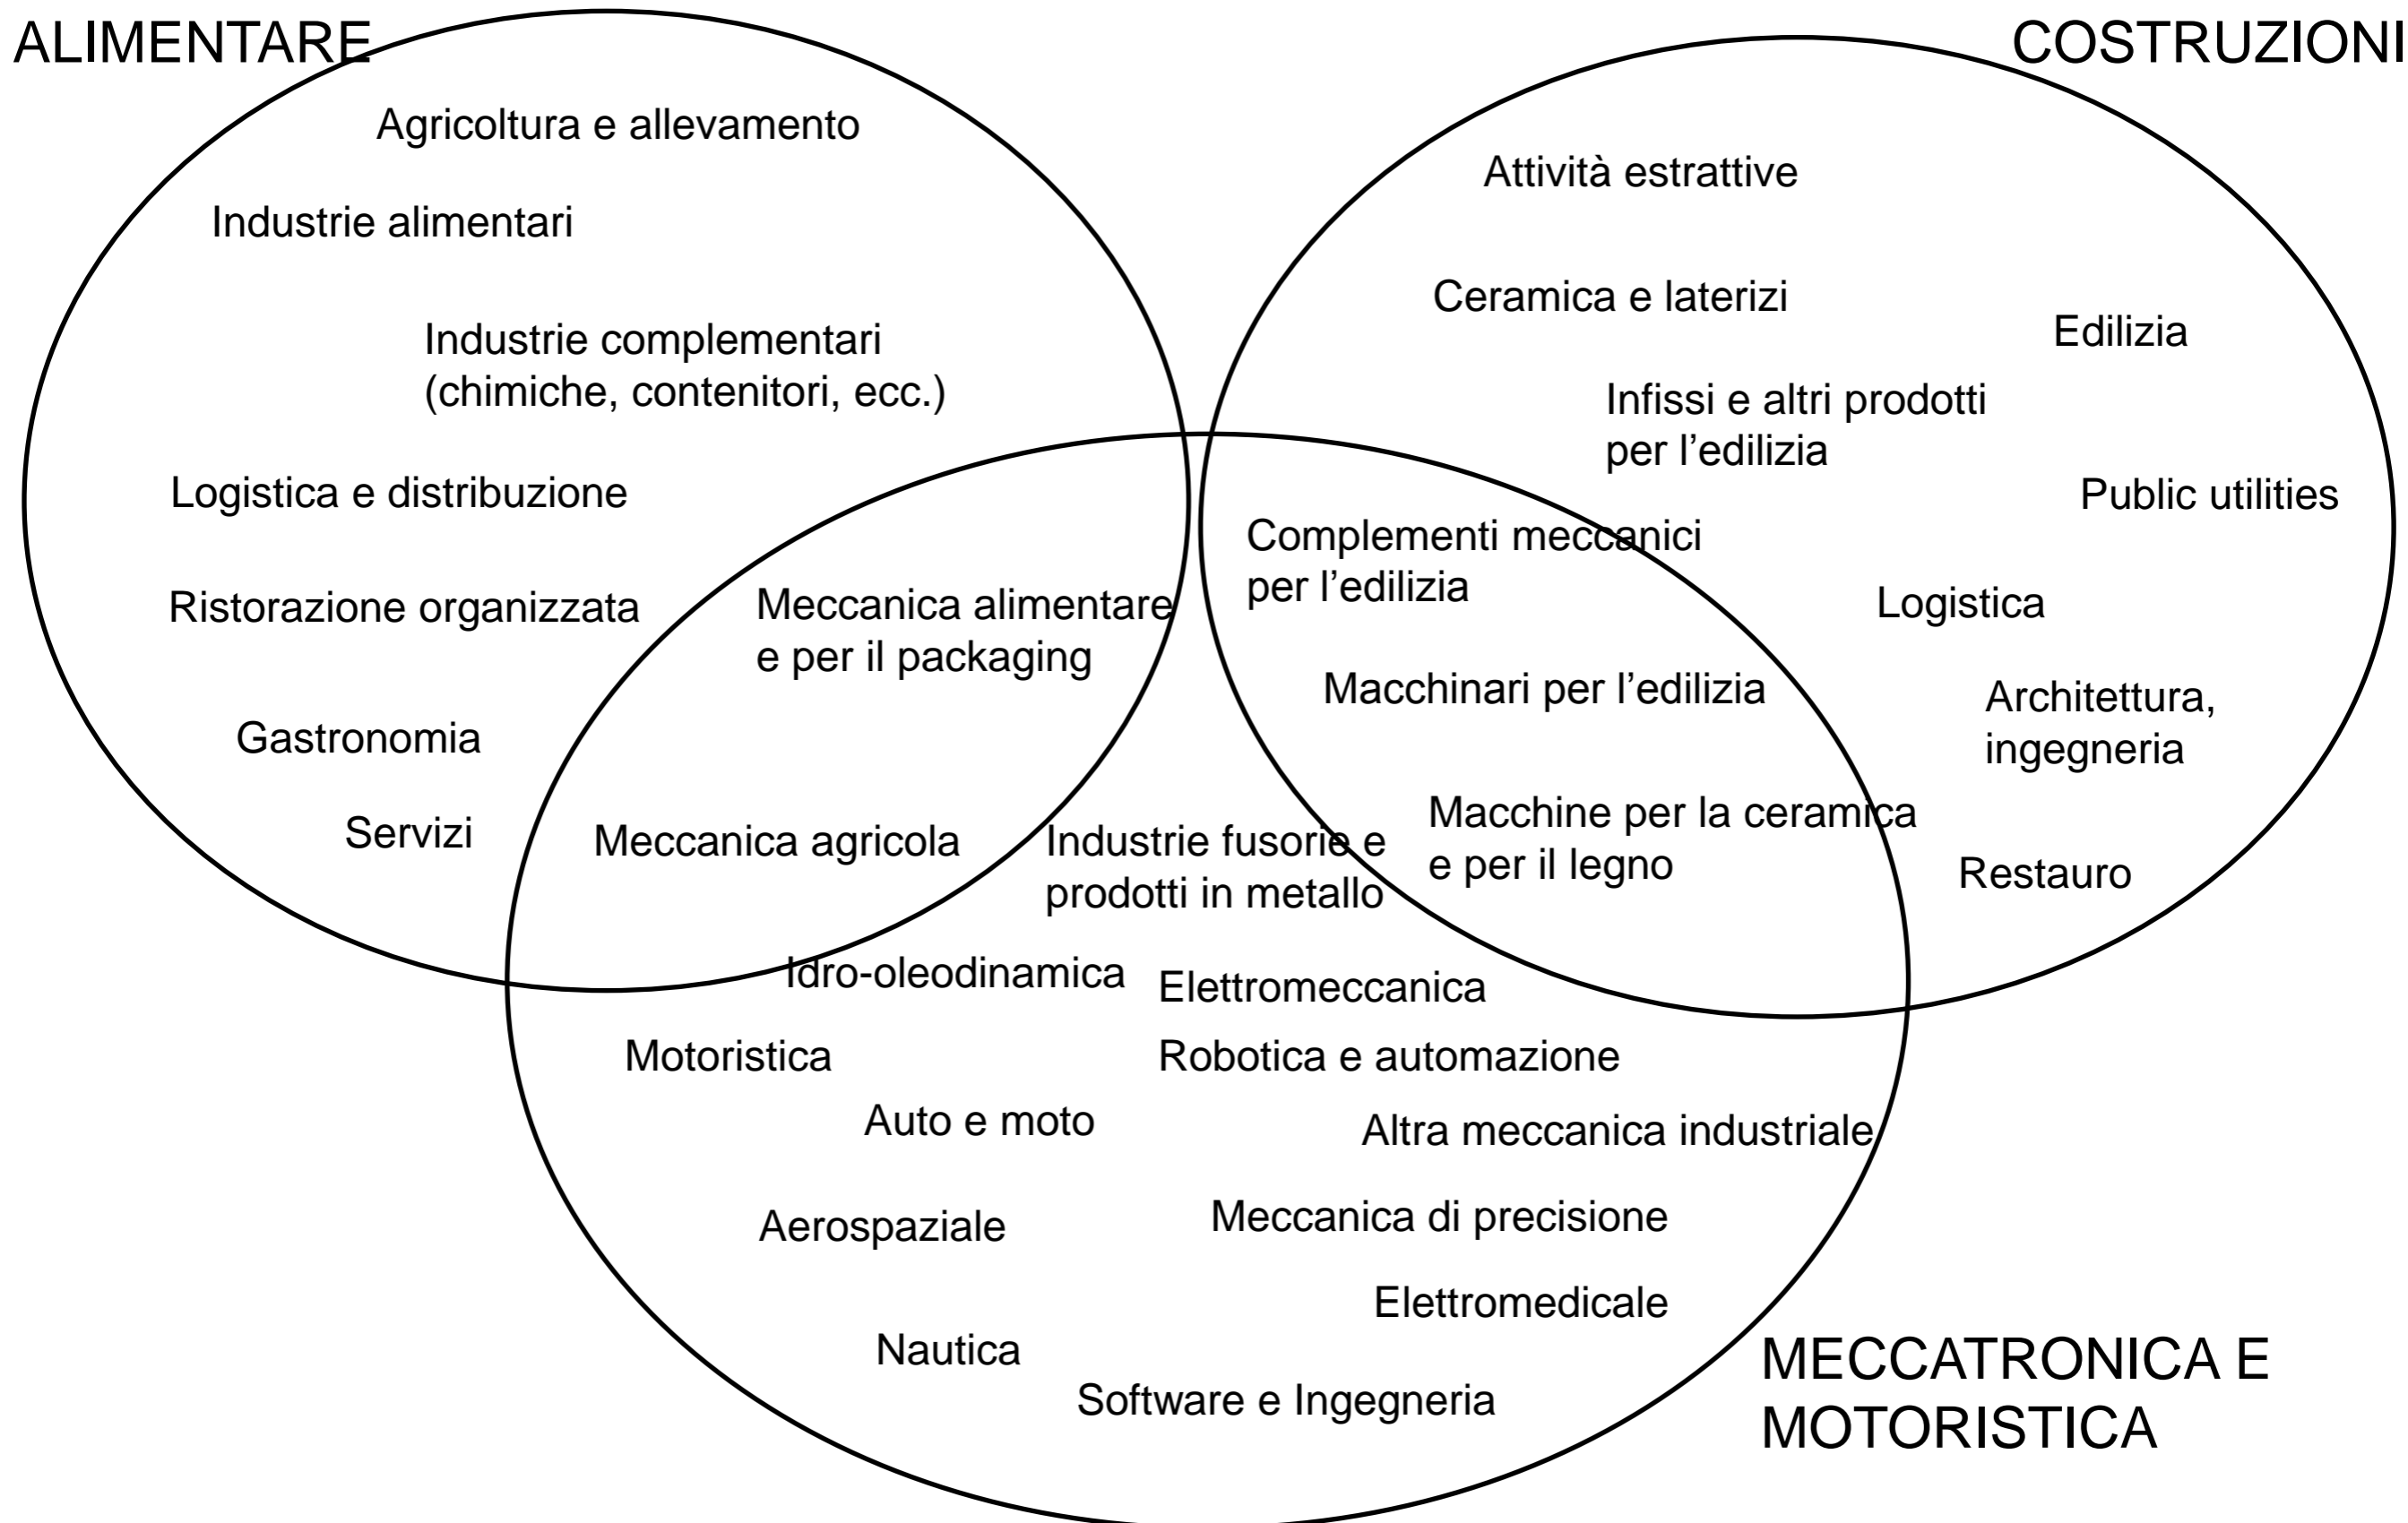 ALIMENTARE
COSTRUZIONI
Agricoltura e allevamento
Industrie alimentari
Industrie complementari
(chimiche, contenitori, ecc.)
Logistica e distribuzione
Ristorazione organizzata
Gastronomia
Servizi
Meccanica alimentare
e per il packaging
Meccanica agricola
Attività estrattive
Ceramica e laterizi
Edilizia
Infissi e altri prodotti
per l’edilizia
Public utilities
Complementi meccanici
per l’edilizia
Logistica
Macchinari per l’edilizia
Architettura,
ingegneria
Macchine per la ceramica
e per il legno
Restauro
Industrie fusorie e
prodotti in metallo
Idro-oleodinamica
Elettromeccanica
Motoristica
Robotica e automazione
Auto e moto
Altra meccanica industriale
Aerospaziale
Meccanica di precisione
Elettromedicale
Nautica
Software e Ingegneria
MECCATRONICA E
MOTORISTICA